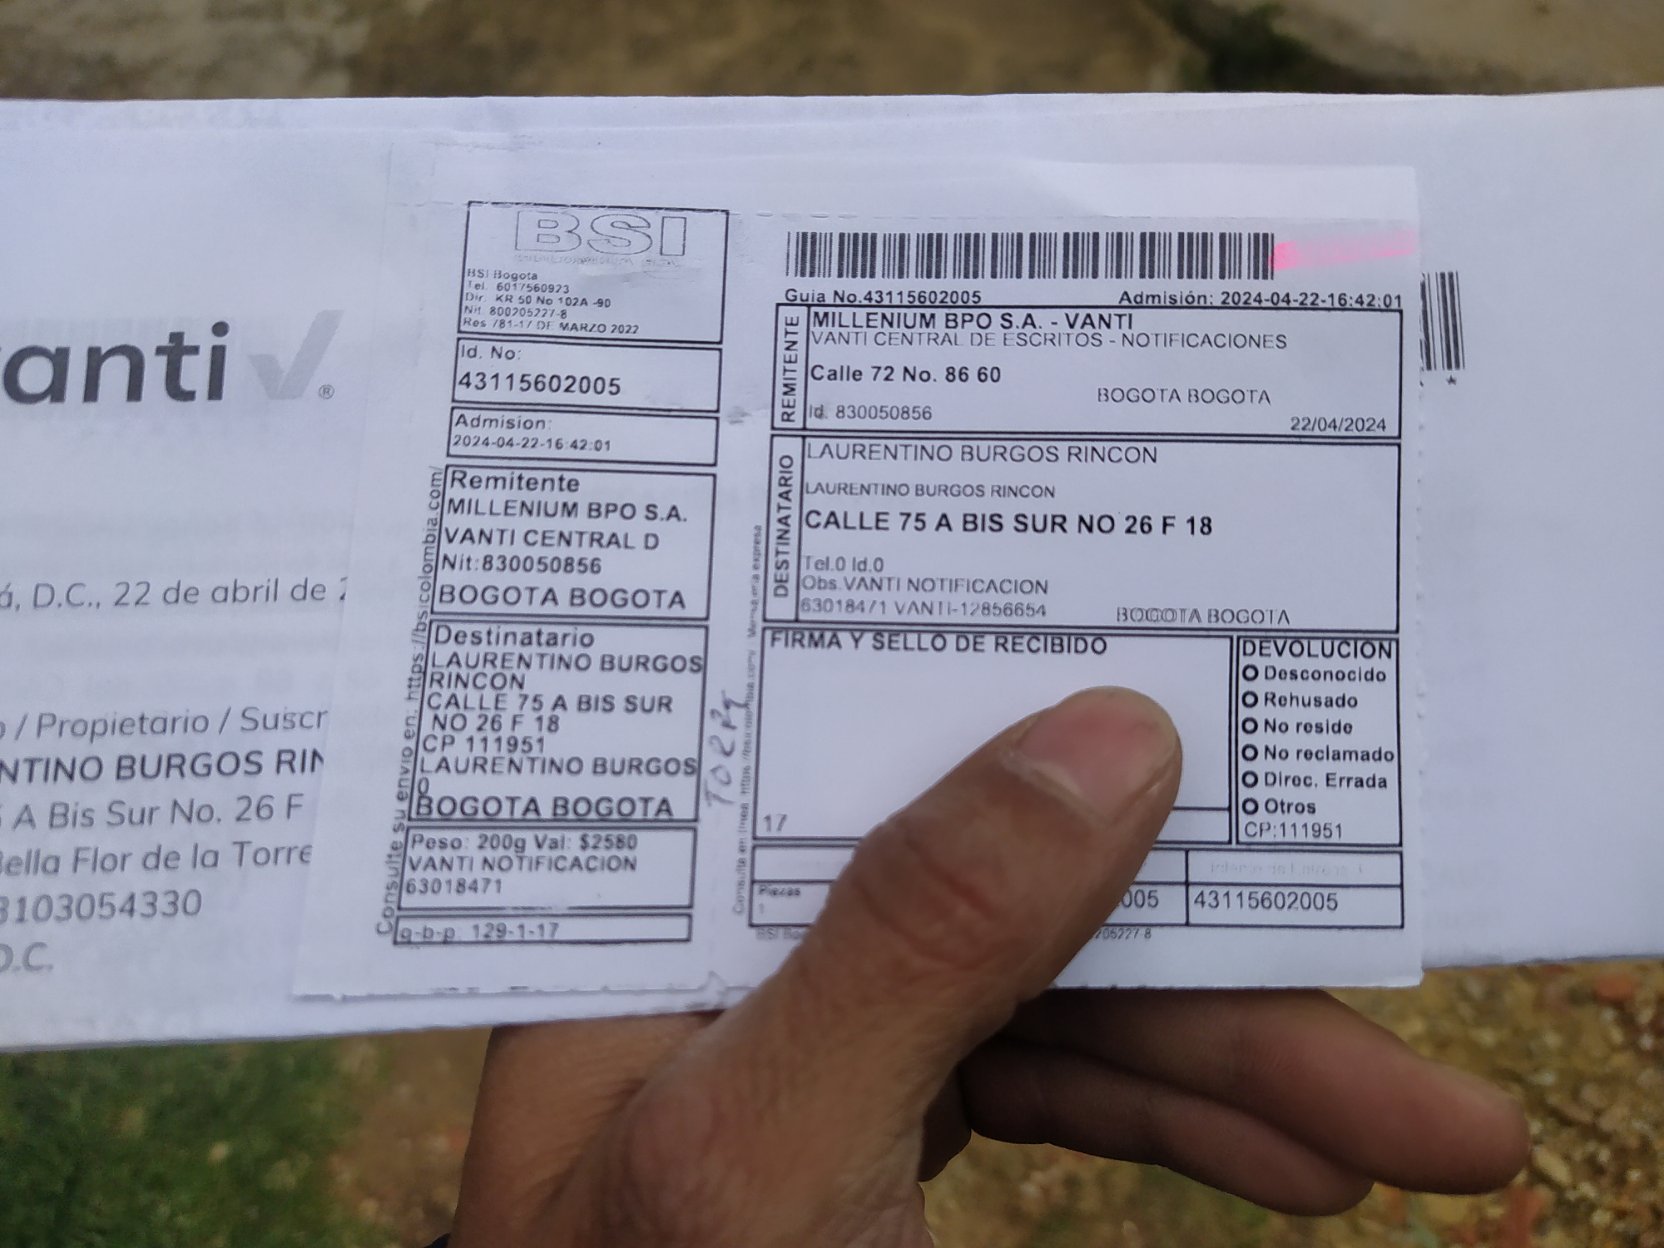 vanti
®
á, D.C., 22 de abril de 2
o / Propietario / Suscr
NTINO BURGOS RIN
A Bis Sur No. 26 F
Bella Flor de la Torre
3103054330
D.C.
BSI
BSI Bogota
Tel. 6017560923
Dir. KR 50 No 102A -90
Nit. 800205227-8
Res 781-17 DE MARZO 2022
Id. No:
43115602005
Admision:
2024-04-22-16:42:01
Remitente
MILLENIUM BPO S.A.
VANTI CENTRAL D
Nit:830050856
BOGOTA BOGOTA
Destinatario
LAURENTINO BURGOS
RINCON
CALLE 75 A BIS SUR
NO 26 F 18
CP 111951
LAURENTINO BURGOS
0
BOGOTA BOGOTA
Peso: 200g Val: $2580
VANTI NOTIFICACION
63018471
q-b-p: 129-1-17
Consulte su envio en: https://bsicolombia.com/
Guia No.43115602005
Admisión: 2024-04-22-16:42:01
REMITENTE
MILLENIUM BPO S.A. - VANTI
VANTI CENTRAL DE ESCRITOS - NOTIFICACIONES
Calle 72 No. 86 60
BOGOTA BOGOTA
Id. 830050856
22/04/2024
DESTINATARIO
LAURENTINO BURGOS RINCON
LAURENTINO BURGOS RINCON
CALLE 75 A BIS SUR NO 26 F 18
Tel.0 Id.0
Obs.VANTI NOTIFICACION
63018471 VANTI-12856654
BOGOTA BOGOTA
FIRMA Y SELLO DE RECIBIDO
17
DEVOLUCION
Desconocido
Rehusado
No reside
No reclamado
Direc. Errada
Otros
CP:111951
Piezas
1
005
43115602005
205227-8